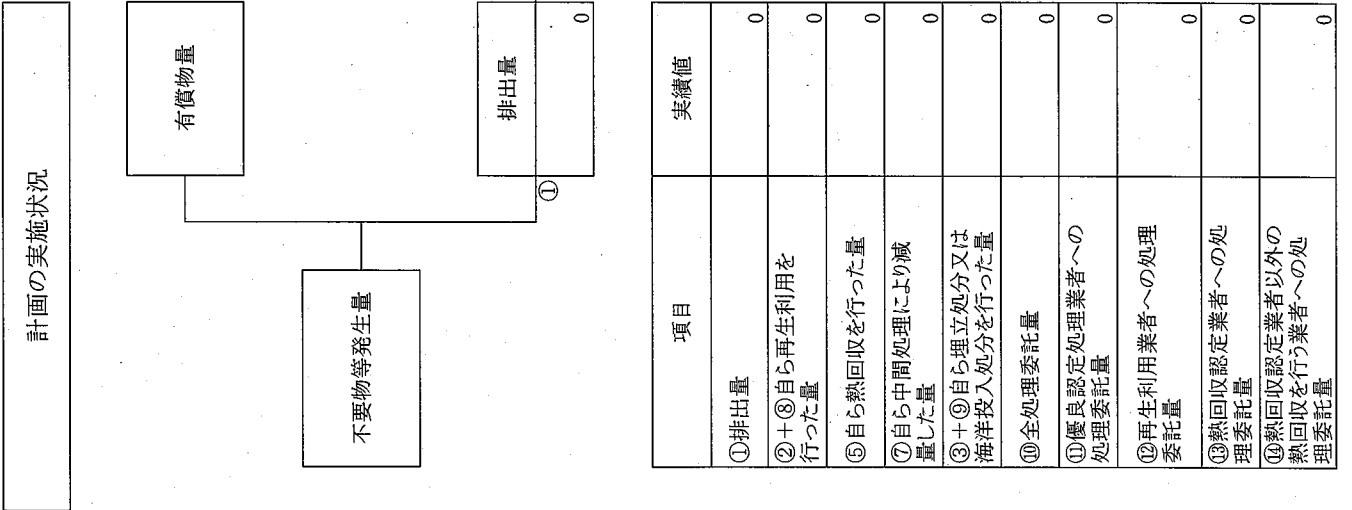 計画の実施状況
有償物量
不要物等発生量
排出量
①
0
項目
実績値
①排出量
0
②+⑧自ら再生利用を
行った量
0
⑤自ら熱回収を行った量
0
⑦自ら中間処理により減
量した量
0
③+⑨自ら埋立処分又は
海洋投入処分を行った量
0
⑩全処理委託量
0
⑪優良認定処理業者への
処理委託量
0
⑫再生利用業者への処理
委託量
0
⑬熱回収認定業者への処
理委託量
0
⑭熱回収認定業者以外の
熱回収を行う業者への処
理委託量
0